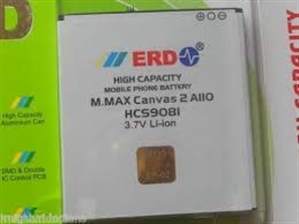 ERD
HIGH CAPACITY
MOBILE PHONE BATTERY
M.MAX Canvas 2 A110
HCS9081
3.7V Li-ion
High Capacity
Aluminium Can
SMD & Double
IC Control PCB
CAPACITY